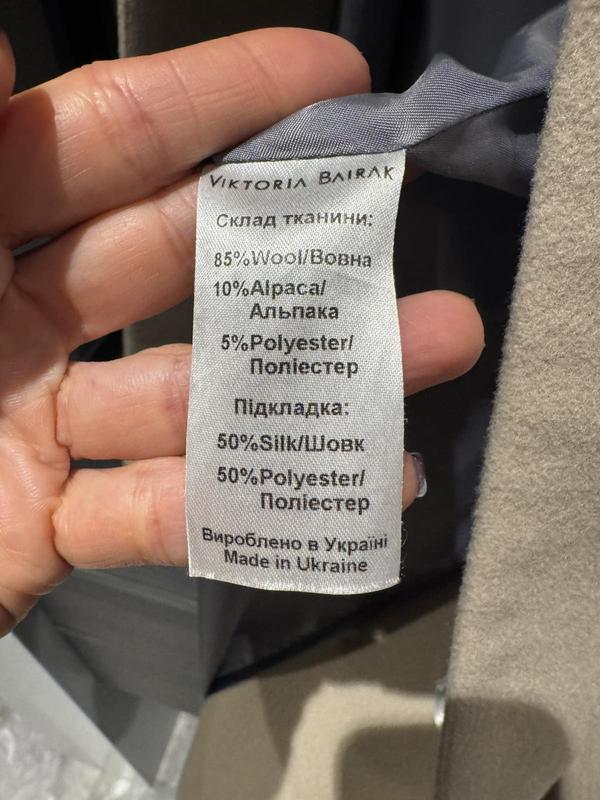 VIKTORIA BAIRAK
Склад тканини:
85%Wool/Вовна
10%Alpaca/
Альпака
5%Polyester/
Поліестер
Підкладка:
50%Silk/Шовк
50%Polyester/
Поліестер
Вироблено в Україні
Made in Ukraine